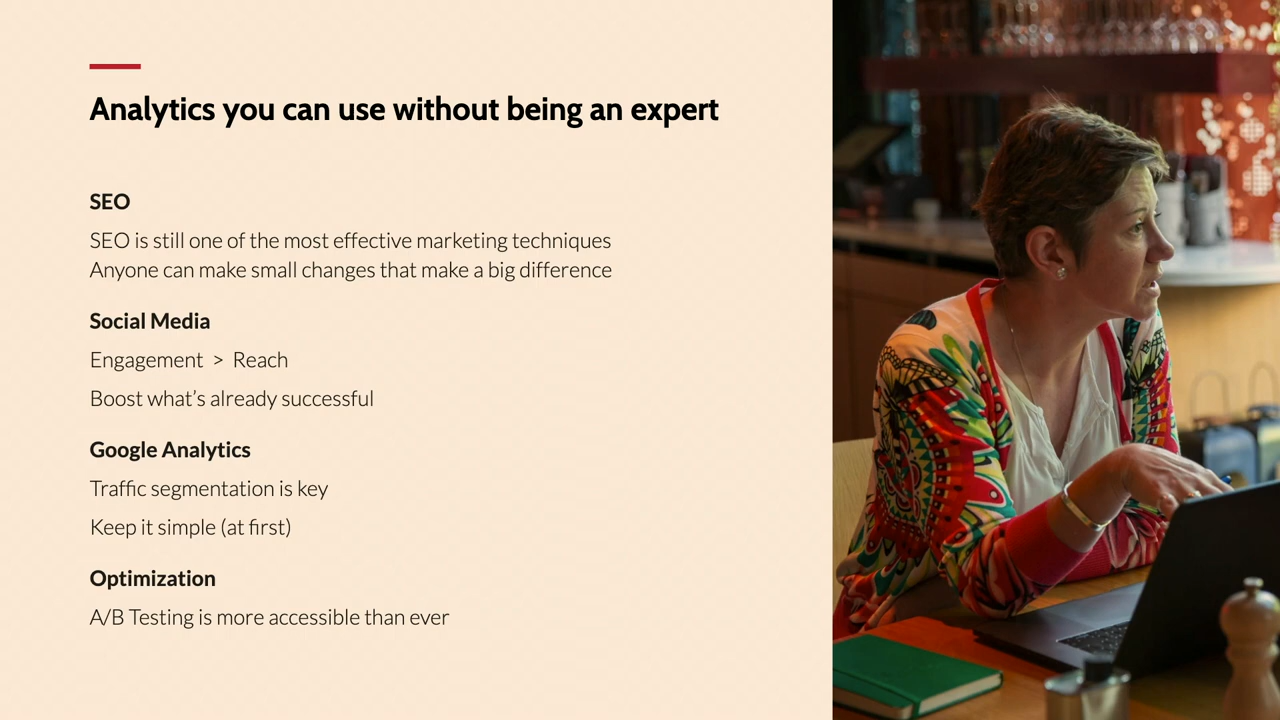 Analytics you can use without being an expert
SEO
SEO is still one of the most effective marketing techniques
Anyone can make small changes that make a big difference
Social Media
Engagement > Reach
Boost what’s already successful
Google Analytics
Traffic segmentation is key
Keep it simple (at first)
Optimization
A/B Testing is more accessible than ever